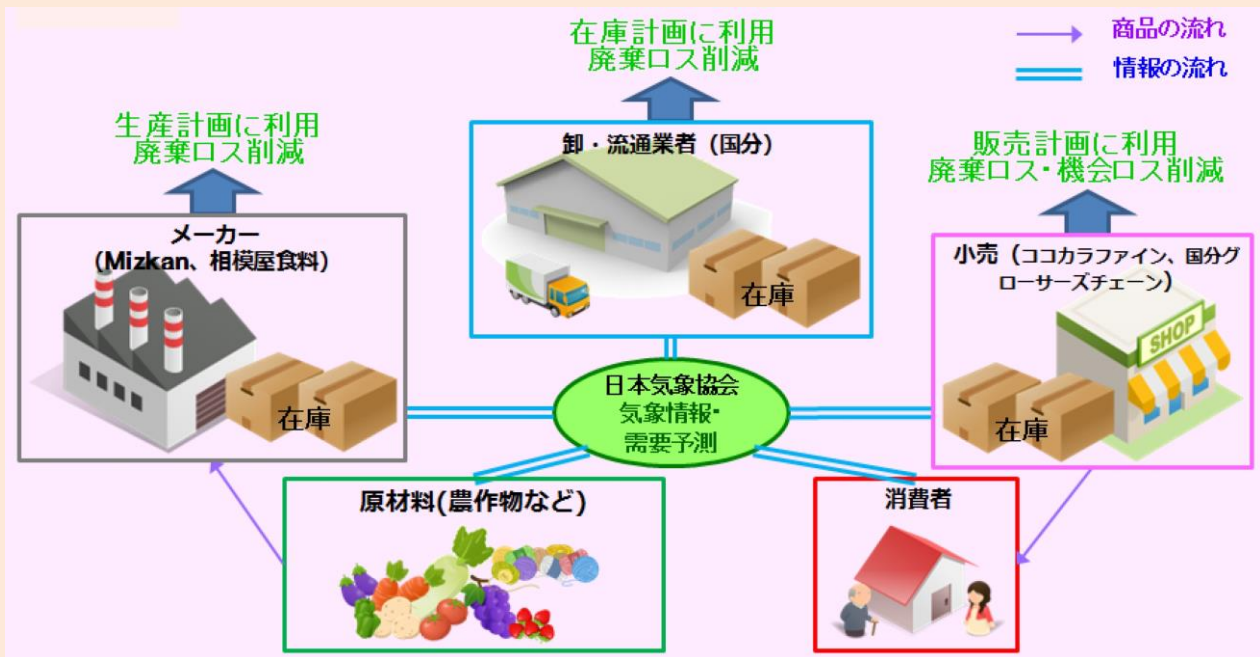 在庫計画に利用
廃棄ロス削減
商品の流れ
情報の流れ
生産計画に利用
廃棄ロス削減
卸・流通業者（国分）
在庫
販売計画に利用
廃棄ロス・機会ロス削減
メーカー
（Mizkan、相模屋食料）
在庫
小売（ココカラファイン、国分グ
ローサーズチェーン）
SHOP
在庫
日本気象協会
気象情報・
需要予測
原材料(農作物など)
消費者